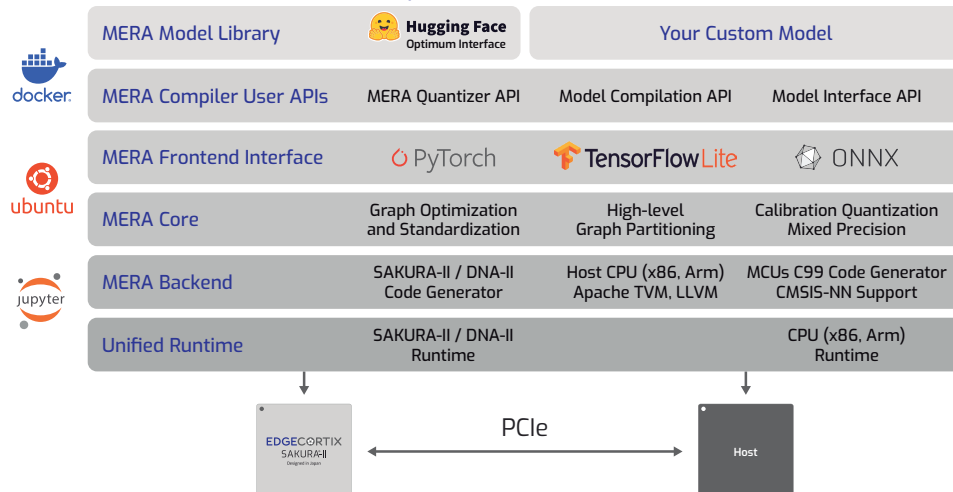 MERA Model Library
Hugging Face
Optimum Interface
Your Custom Model
docker
MERA Compiler User APIs
MERA Quantizer API
Model Compilation API
Model Interface API
MERA Frontend Interface
PyTorch
TensorFlow Lite
ONNX
ubuntu
MERA Core
Graph Optimization
and Standardization
High-level
Graph Partitioning
Calibration Quantization
Mixed Precision
jupyter
MERA Backend
SAKURA-II / DNA-II
Code Generator
Host CPU (x86, Arm)
Apache TVM, LLVM
MCUs C99 Code Generator
CMSIS-NN Support
Unified Runtime
SAKURA-II / DNA-II
Runtime
CPU (x86, Arm)
Runtime
EDGECORTIX
SAKURA-II
Designed in Japan
PCIe
Host